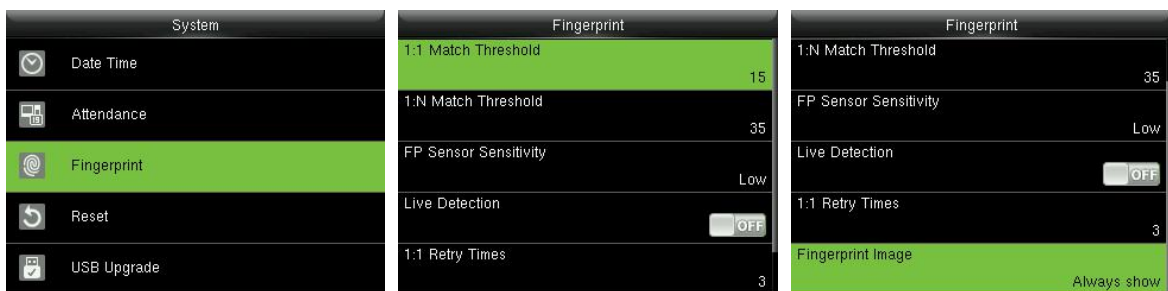 System
Date Time
Attendance
Fingerprint
Reset
USB Upgrade
Fingerprint
1:1 Match Threshold
15
1:N Match Threshold
35
FP Sensor Sensitivity
Low
Live Detection
OFF
1:1 Retry Times
3
Fingerprint
1:N Match Threshold
35
FP Sensor Sensitivity
Low
Live Detection
OFF
1:1 Retry Times
3
Fingerprint Image
Always show